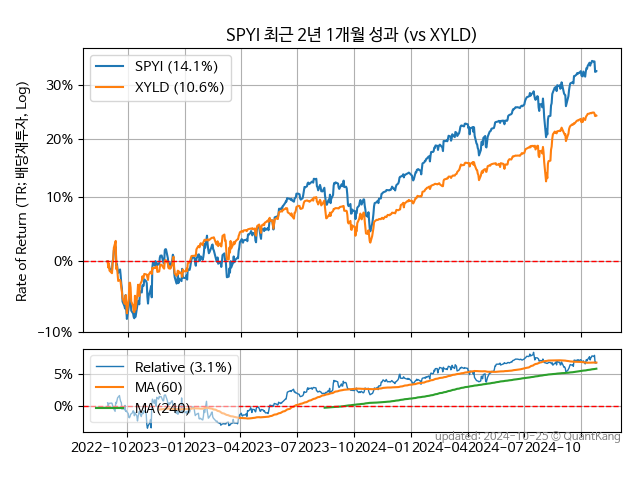 SPYI 최근 2년 1개월 성과 (vs XYLD)
Rate of Return (TR: 배당재투자, Log)
30%
20%
10%
0%
−10%
SPYI (14.1%)
XYLD (10.6%)
5%
0%
Relative (3.1%)
MA(60)
MA(240)
2022-10 2023-01 2023-04 2023-07 2023-10 2024-01 2024-04 2024-07 2024-10
updated: 2024-10-25 © QuantKang